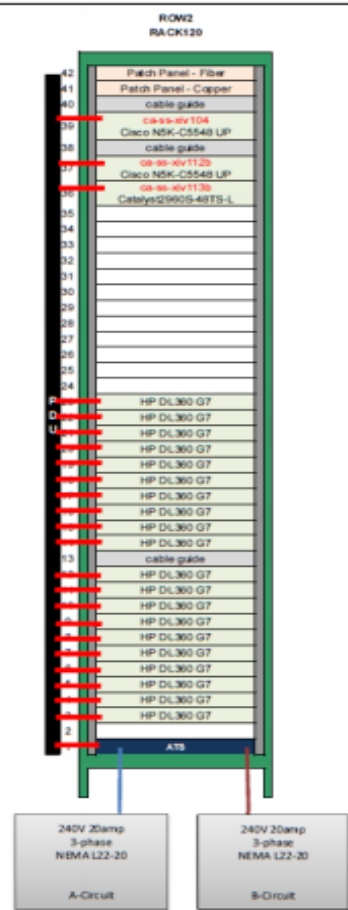 ROW2
RACK120
42 Patch Panel - Fiber
41 Patch Panel - Copper
40 cable guide
39 ca-ss-xiv104
Cisco N5K-C5548 UP
38 cable guide
37 ca-ss-xiv112b
Cisco N5K-C5548 UP
36 ca-ss-xiv113b
Catalyst2960S-48TS-L
35
34
33
32
31
30
29
28
27
26
25
24
P HP DL360 G7
D HP DL360 G7
U HP DL360 G7
HP DL360 G7
HP DL360 G7
HP DL360 G7
HP DL360 G7
HP DL360 G7
HP DL360 G7
HP DL360 G7
13 cable guide
HP DL360 G7
HP DL360 G7
HP DL360 G7
HP DL360 G7
HP DL360 G7
HP DL360 G7
HP DL360 G7
HP DL360 G7
HP DL360 G7
HP DL360 G7
2
ATS
240V 20amp
3-phase
NEMA L22-20
A-Circuit
240V 20amp
3-phase
NEMA L22-20
B-Circuit